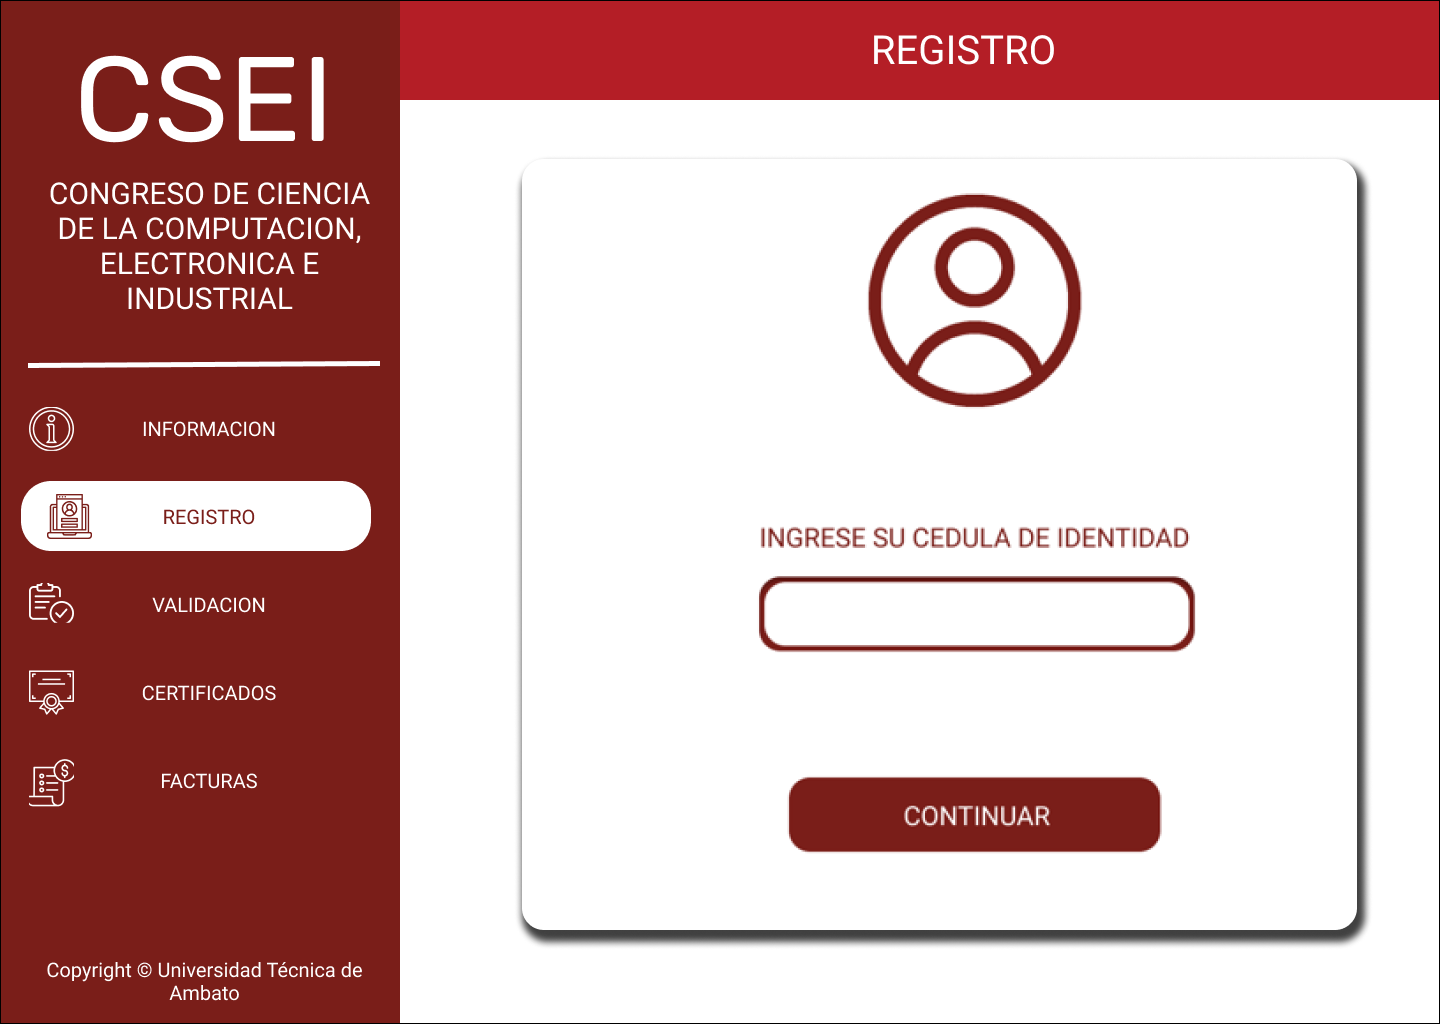 CSEI
CONGRESO DE CIENCIA
DE LA COMPUTACION,
ELECTRONICA E
INDUSTRIAL
INFORMACION
REGISTRO
VALIDACION
CERTIFICADOS
FACTURAS
Copyright © Universidad Técnica de
Ambato
REGISTRO
INGRESE SU CEDULA DE IDENTIDAD
CONTINUAR